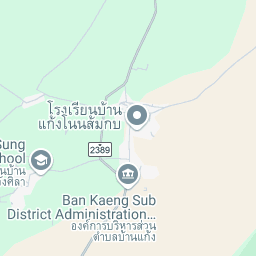 โรงเรียนบ้าน
แก้งโนนส้มกบ
2389
Sung
hool
Ban Kaeng Sub
District Administration...
องค์การบริหารส่วน
ตำบลบ้านแก้ง